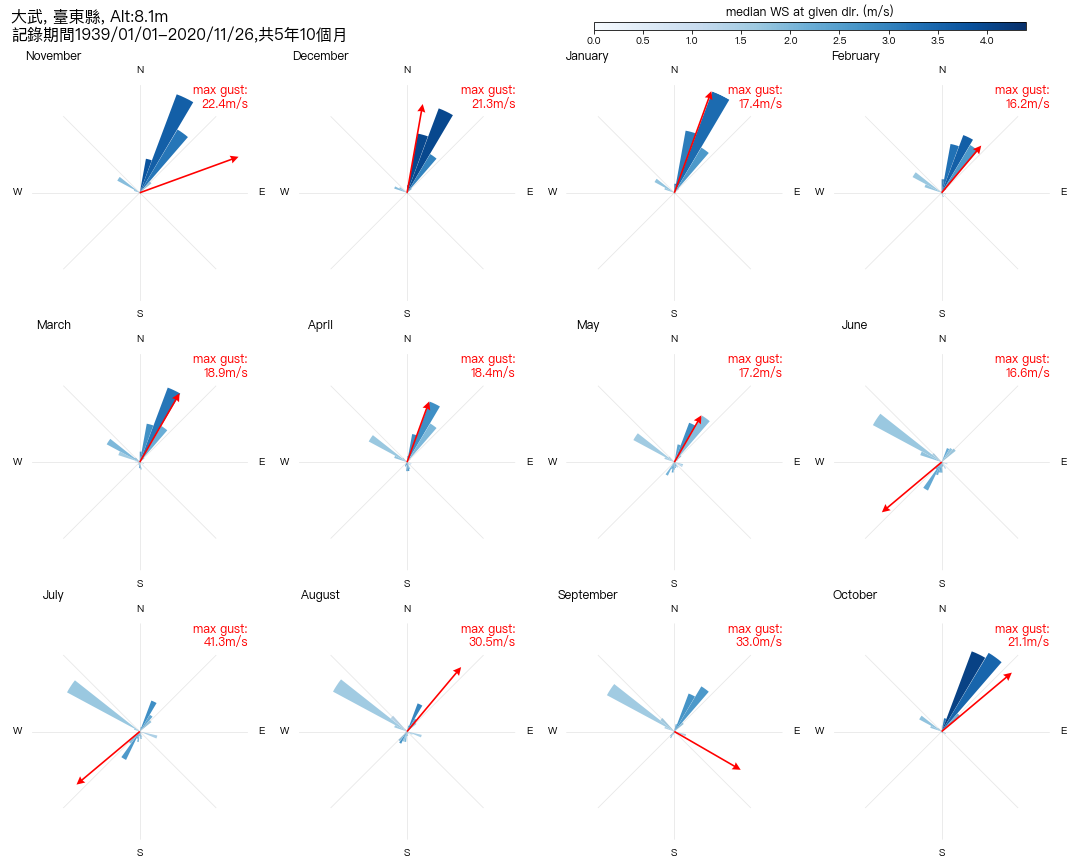 大武, 臺東縣, Alt:8.1m
記錄期間1939/01/01−2020/11/26,共5年10個月
median WS at given dir. (m/s)
0.0 0.5 1.0 1.5 2.0 2.5 3.0 3.5 4.0
November
N
W
E
S
max gust:
22.4m/s
December
N
W
E
max gust:
21.3m/s
January
N
W
E
max gust:
17.4m/s
February
N
W
E
max gust:
16.2m/s
March
N
W
E
S
max gust:
18.9m/s
S
April
N
W
E
S
max gust:
18.4m/s
S
May
N
W
E
S
max gust:
17.2m/s
S
June
N
W
E
S
max gust:
16.6m/s
July
N
W
E
S
max gust:
41.3m/s
August
N
W
E
S
max gust:
30.5m/s
September
N
W
E
S
max gust:
33.0m/s
October
N
W
E
S
max gust:
21.1m/s